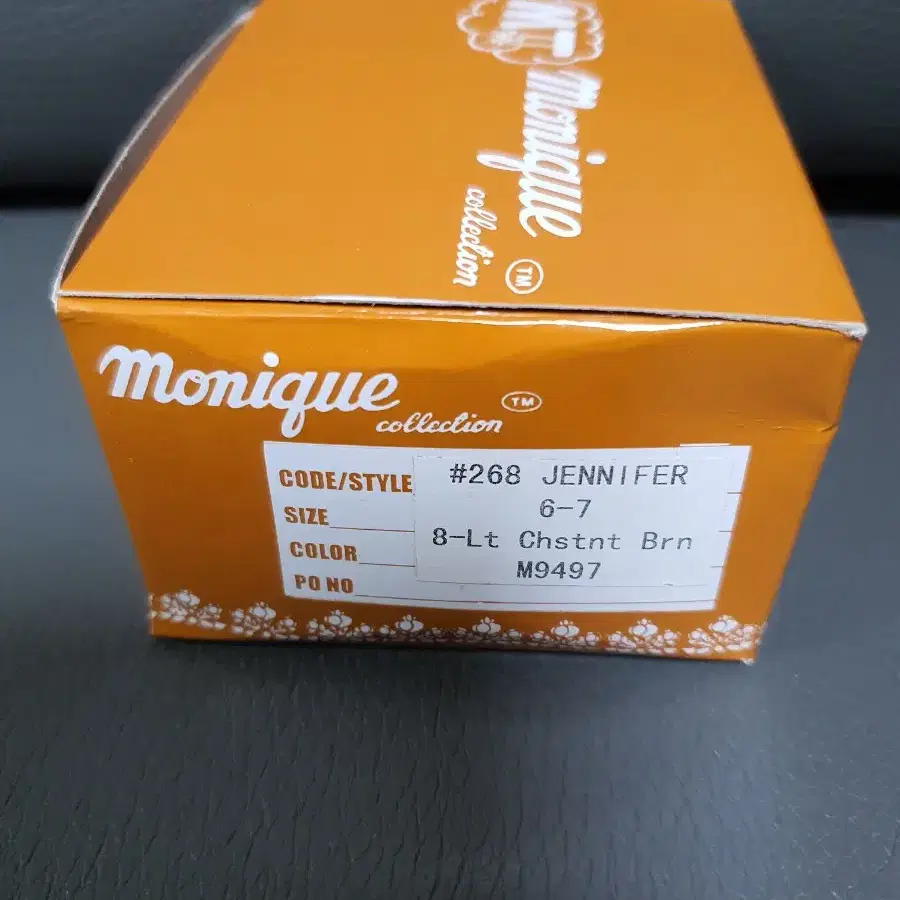 M
Monique
collection
TM
monique
collection TM
CODE/STYLE #268 JENNIFER
SIZE 6-7
COLOR 8-Lt Chstnt Brn
PO NO M9497